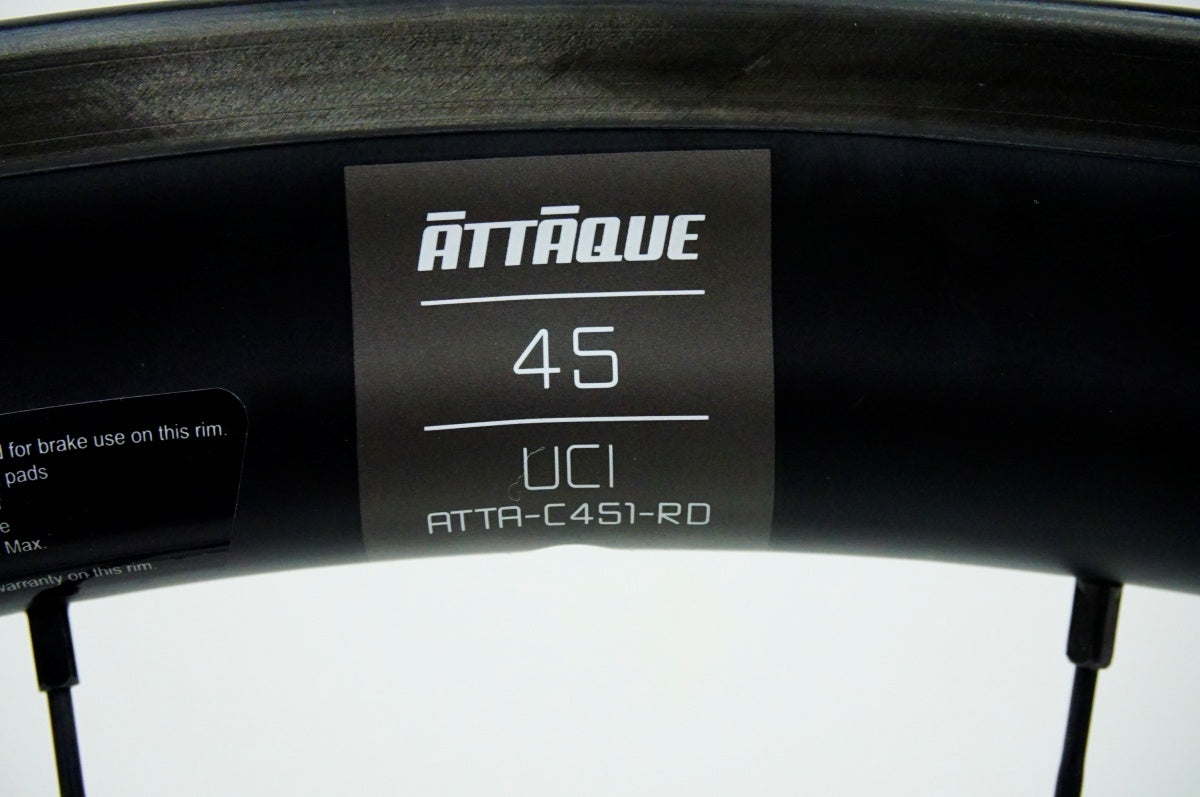 ĀTTĀQUE
45
UCI
ATTA-C451-RD
for brake use on this rim.
pads
Max.
warranty on this rim.